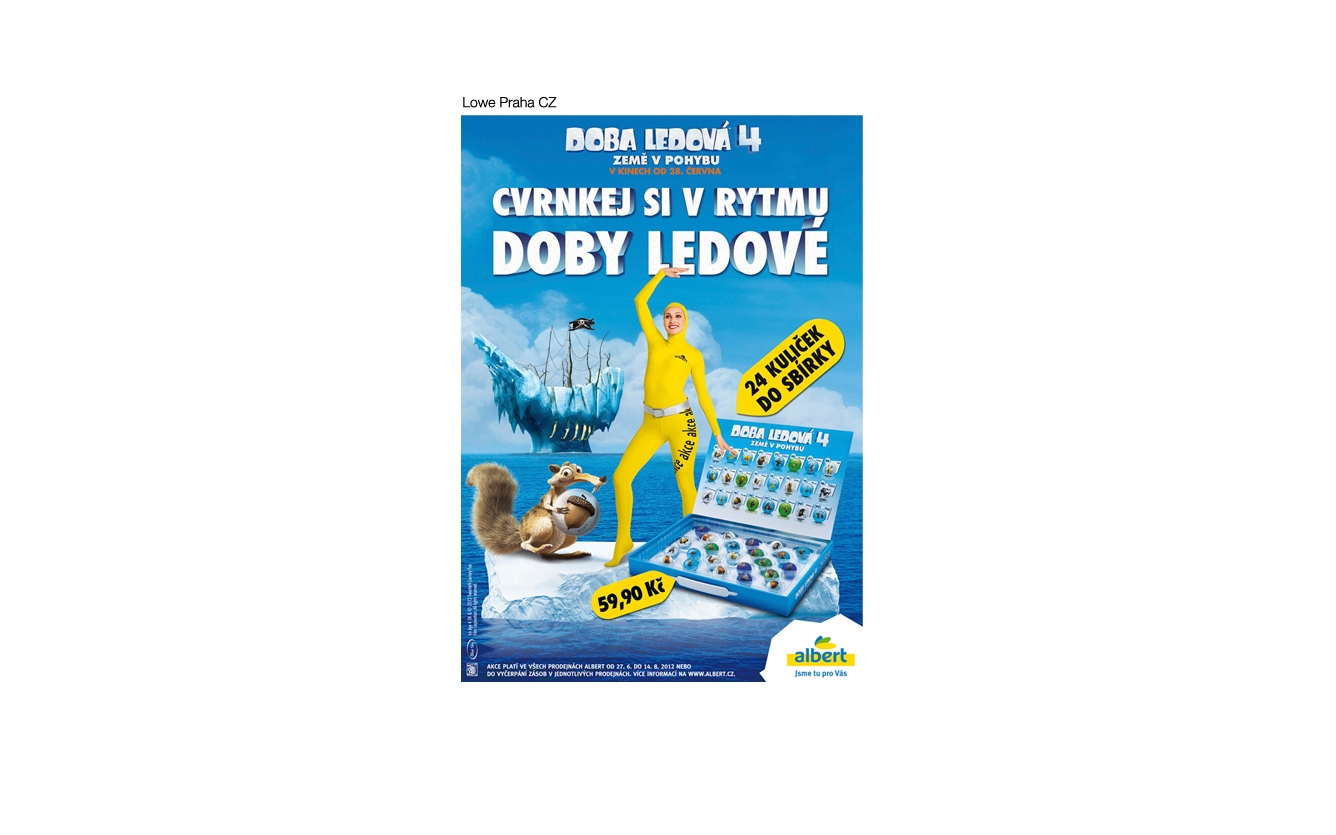 Lowe Praha CZ
DOBA LEDOVÁ 4
ZEMĚ V POHYBU
V KINECH OD 28. ČERVNA
CVRNKEJ SI V RYTMU
DOBY LEDOVÉ
24 KULIČEK
DO SBÍRKY
akce akce akce
DOBA LEDOVÁ 4
ZEMĚ V POHYBU
59,90 Kč
albert
Jsme tu pro Vás
AKCE PLATÍ VE VŠECH PRODEJNÁCH ALBERT OD 27. 6. DO 14. 8. 2012 NEBO
DO VYČERPÁNÍ ZÁSOB V JEDNOTLIVÝCH PRODEJNÁCH. VÍCE INFORMACÍ NA WWW.ALBERT.CZ.